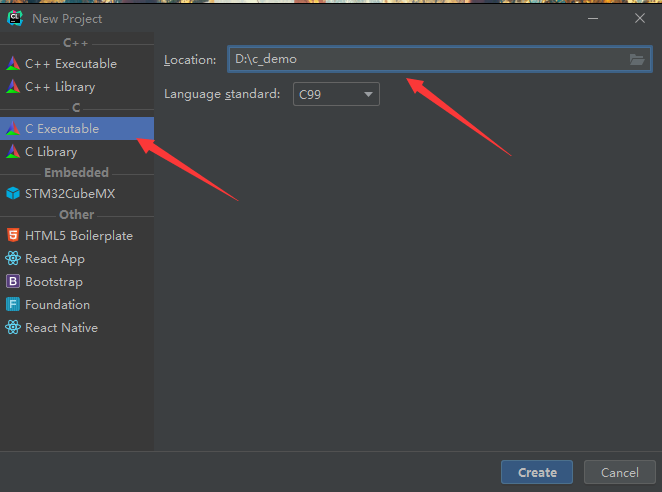 New Project
C++
C++ Executable
C++ Library
C
C Executable
C Library
Embedded
STM32CubeMX
Other
HTML5 Boilerplate
React App
Bootstrap
Foundation
React Native
Location: D:\c_demo
Language standard: C99
Create Cancel